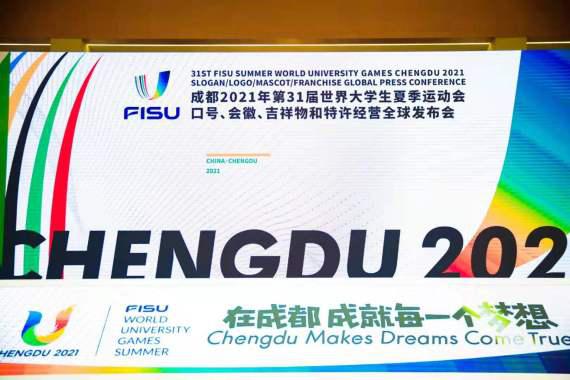 31ST FISU SUMMER WORLD UNIVERSITY GAMES CHENGDU 2021
SLOGAN/LOGO/MASCOT/FRANCHISE GLOBAL PRESS CONFERENCE
成都2021年第31届世界大学生夏季运动会
口号、会徽、吉祥物和特许经营全球发布会
FISU
CHINA·CHENGDU
2021
CHENGDU 202
在成都 成就每一个梦想
Chengdu Makes Dreams Come True
CHENGDU 2021
FISU
WORLD
UNIVERSITY
GAMES
SUMMER